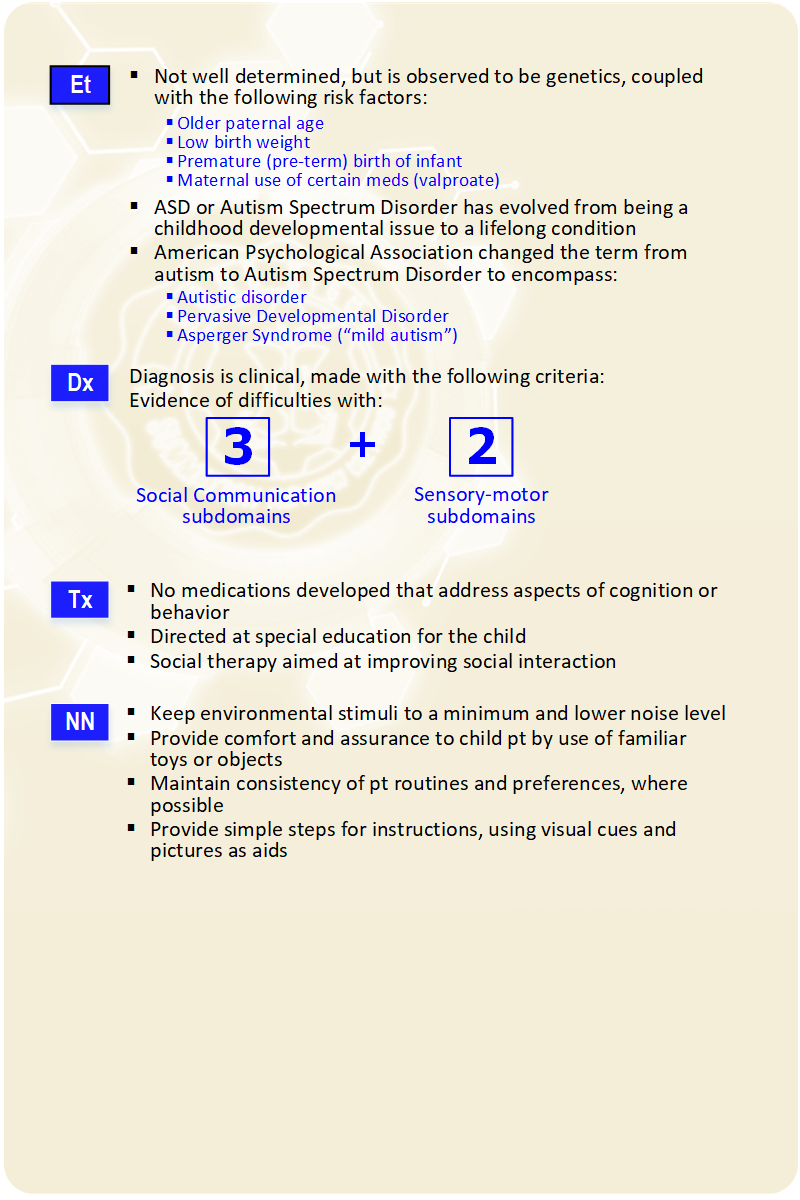 Et
▪ Not well determined, but is observed to be genetics, coupled
with the following risk factors:
▪ Older paternal age
▪ Low birth weight
▪ Premature (pre-term) birth of infant
▪ Maternal use of certain meds (valproate)
▪ ASD or Autism Spectrum Disorder has evolved from being a
childhood developmental issue to a lifelong condition
▪ American Psychological Association changed the term from
autism to Autism Spectrum Disorder to encompass:
▪ Autistic disorder
▪ Pervasive Developmental Disorder
▪ Asperger Syndrome (“mild autism”)
Dx
Diagnosis is clinical, made with the following criteria:
Evidence of difficulties with:
3 + 2
Social Communication
subdomains
Sensory-motor
subdomains
Tx
▪ No medications developed that address aspects of cognition or
behavior
▪ Directed at special education for the child
▪ Social therapy aimed at improving social interaction
NN
▪ Keep environmental stimuli to a minimum and lower noise level
▪ Provide comfort and assurance to child pt by use of familiar
toys or objects
▪ Maintain consistency of pt routines and preferences, where
possible
▪ Provide simple steps for instructions, using visual cues and
pictures as aids